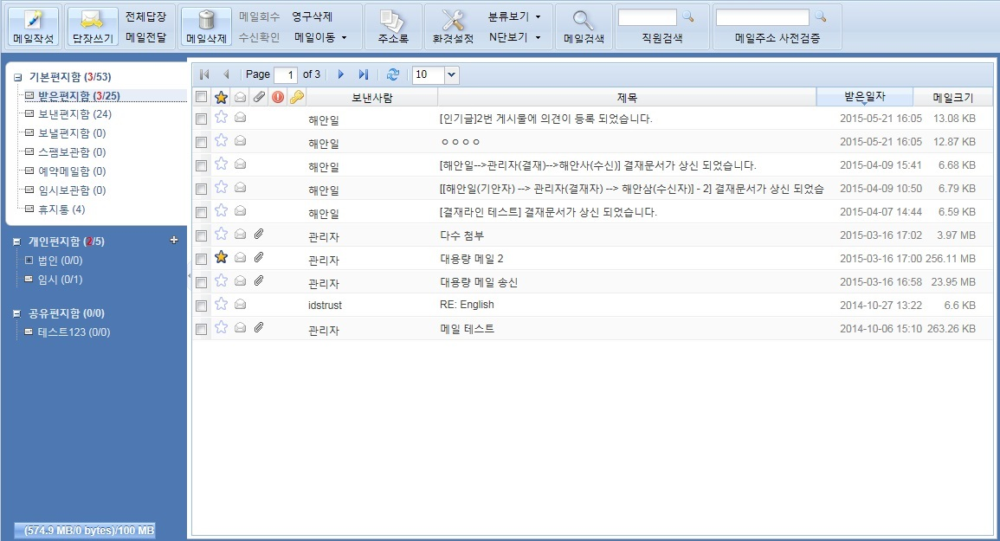 전체답장 메일회수 영구삭제 분류보기
메일작성 답장쓰기 메일전달 메일삭제 수신확인 메일이동 주소록 환경설정 N단보기 메일검색 직원검색 메일주소 사전검증
기본편지함 (3/53)
받은편지함 (3/25)
보낸편지함 (24)
보낼편지함 (0)
스팸보관함 (0)
예약메일함 (0)
임시보관함 (0)
휴지통 (4)
개인편지함 (2/5)
법인 (0/0)
임시 (0/1)
공유편지함 (0/0)
테스트123 (0/0)
(574.9 MB/0 bytes)/100 MB
Page 1 of 3 10
보낸사람 제목 받은일자 메일크기
해안일 [인기글]2번 게시물에 의견이 등록 되었습니다. 2015-05-21 16:05 13.08 KB
해안일 ㅇㅇㅇㅇ 2015-05-21 16:05 12.87 KB
해안일 [해안일-->관리자(결재)-->해안사(수신)] 결재문서가 상신 되었습니다. 2015-04-09 15:41 6.68 KB
해안일 [[해안일(기안자) --> 관리자(결재자) --> 해안삼(수신자)] - 2] 결재문서가 상신 되었습 2015-04-09 10:50 6.79 KB
해안일 [결재라인 테스트] 결재문서가 상신 되었습니다. 2015-04-07 14:44 6.59 KB
관리자 다수 첨부 2015-03-16 17:02 3.97 MB
관리자 대용량 메일 2 2015-03-16 17:00 256.11 MB
관리자 대용량 메일 송신 2015-03-16 16:58 23.95 MB
idstrust RE: English 2014-10-27 13:22 6.6 KB
관리자 메일 테스트 2014-10-06 15:10 263.26 KB